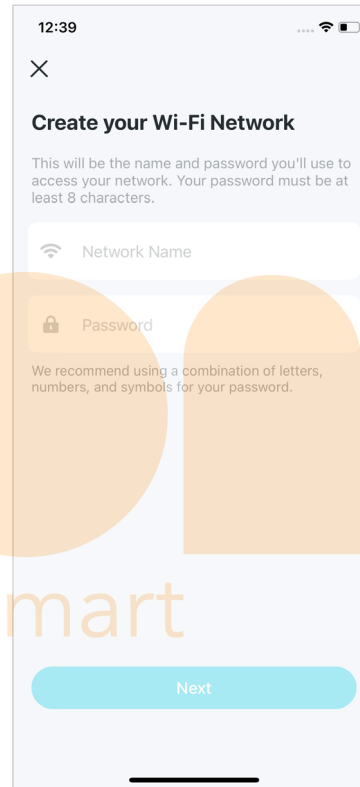 12:39
Create your Wi-Fi Network
This will be the name and password you'll use to
access your network. Your password must be at
least 8 characters.
Network Name
Password
We recommend using a combination of letters,
numbers, and symbols for your password.
mart
Next